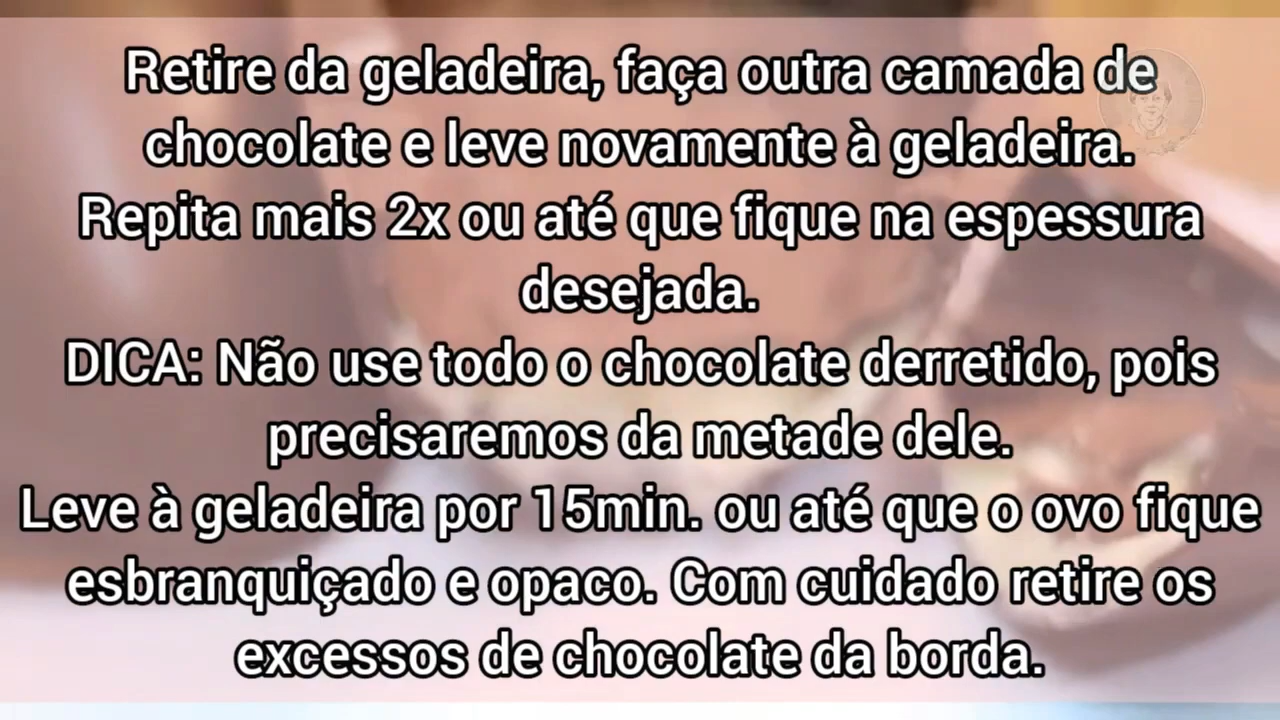 Retire da geladeira, faça outra camada de
chocolate e leve novamente à geladeira.
Repita mais 2x ou até que fique na espessura
desejada.
DICA: Não use todo o chocolate derretido, pois
precisaremos da metade dele.
Leve à geladeira por 15min. ou até que o ovo fique
esbranquiçado e opaco. Com cuidado retire os
excessos de chocolate da borda.